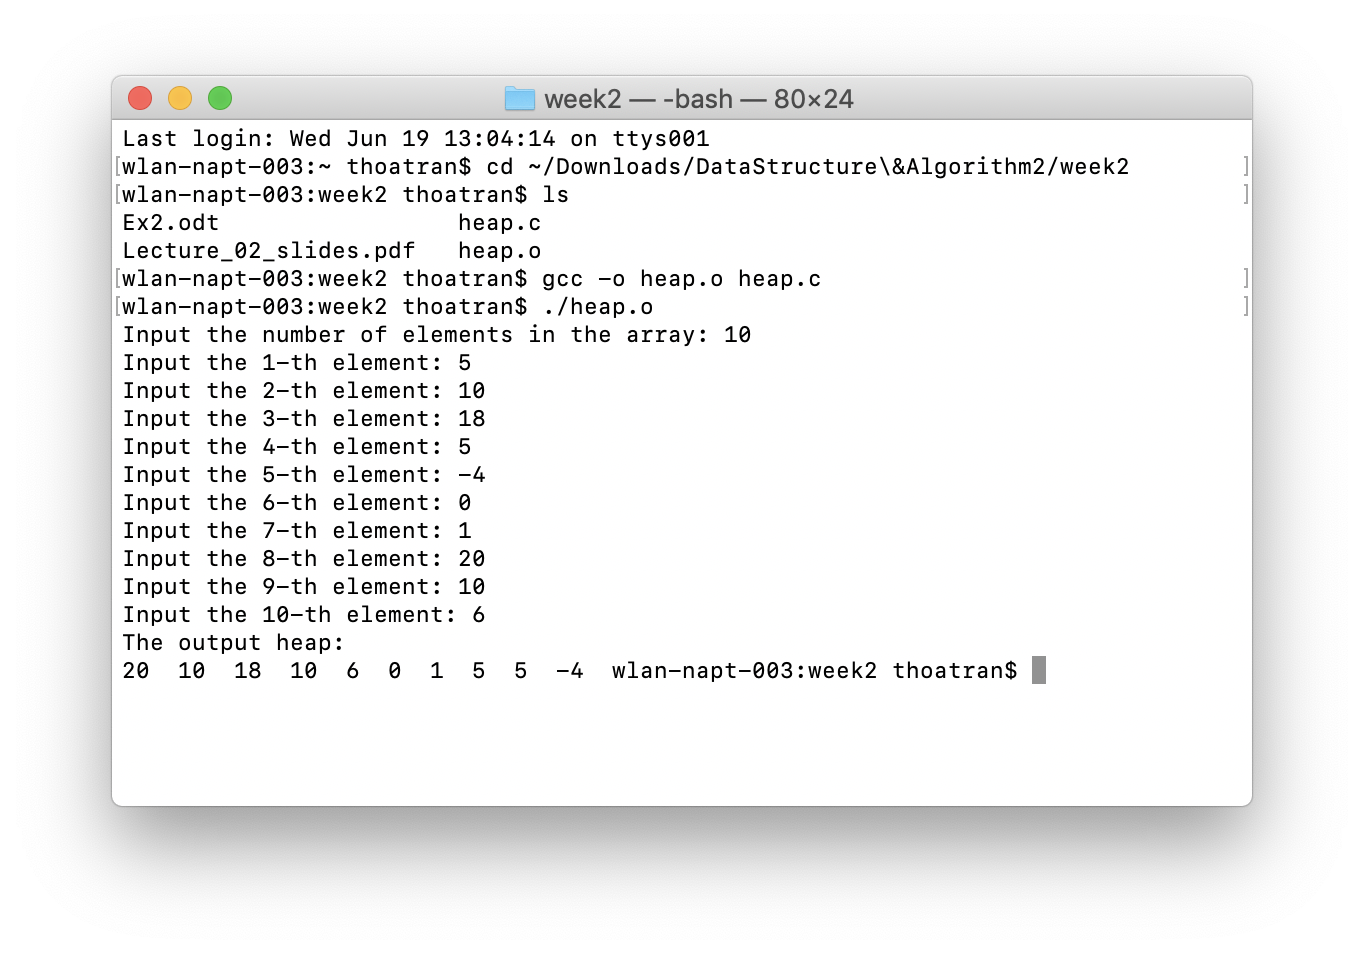 week2 — -bash — 80×24
Last login: Wed Jun 19 13:04:14 on ttys001
[wlan-napt-003:~ thoatran$ cd ~/Downloads/DataStructure\&Algorithm2/week2 ]
[wlan-napt-003:week2 thoatran$ ls ]
Ex2.odt                 heap.c
Lecture_02_slides.pdf   heap.o
[wlan-napt-003:week2 thoatran$ gcc -o heap.o heap.c ]
[wlan-napt-003:week2 thoatran$ ./heap.o ]
Input the number of elements in the array: 10
Input the 1-th element: 5
Input the 2-th element: 10
Input the 3-th element: 18
Input the 4-th element: 5
Input the 5-th element: -4
Input the 6-th element: 0
Input the 7-th element: 1
Input the 8-th element: 20
Input the 9-th element: 10
Input the 10-th element: 6
The output heap:
20  10  18  10  6  0  1  5  5  -4  wlan-napt-003:week2 thoatran$